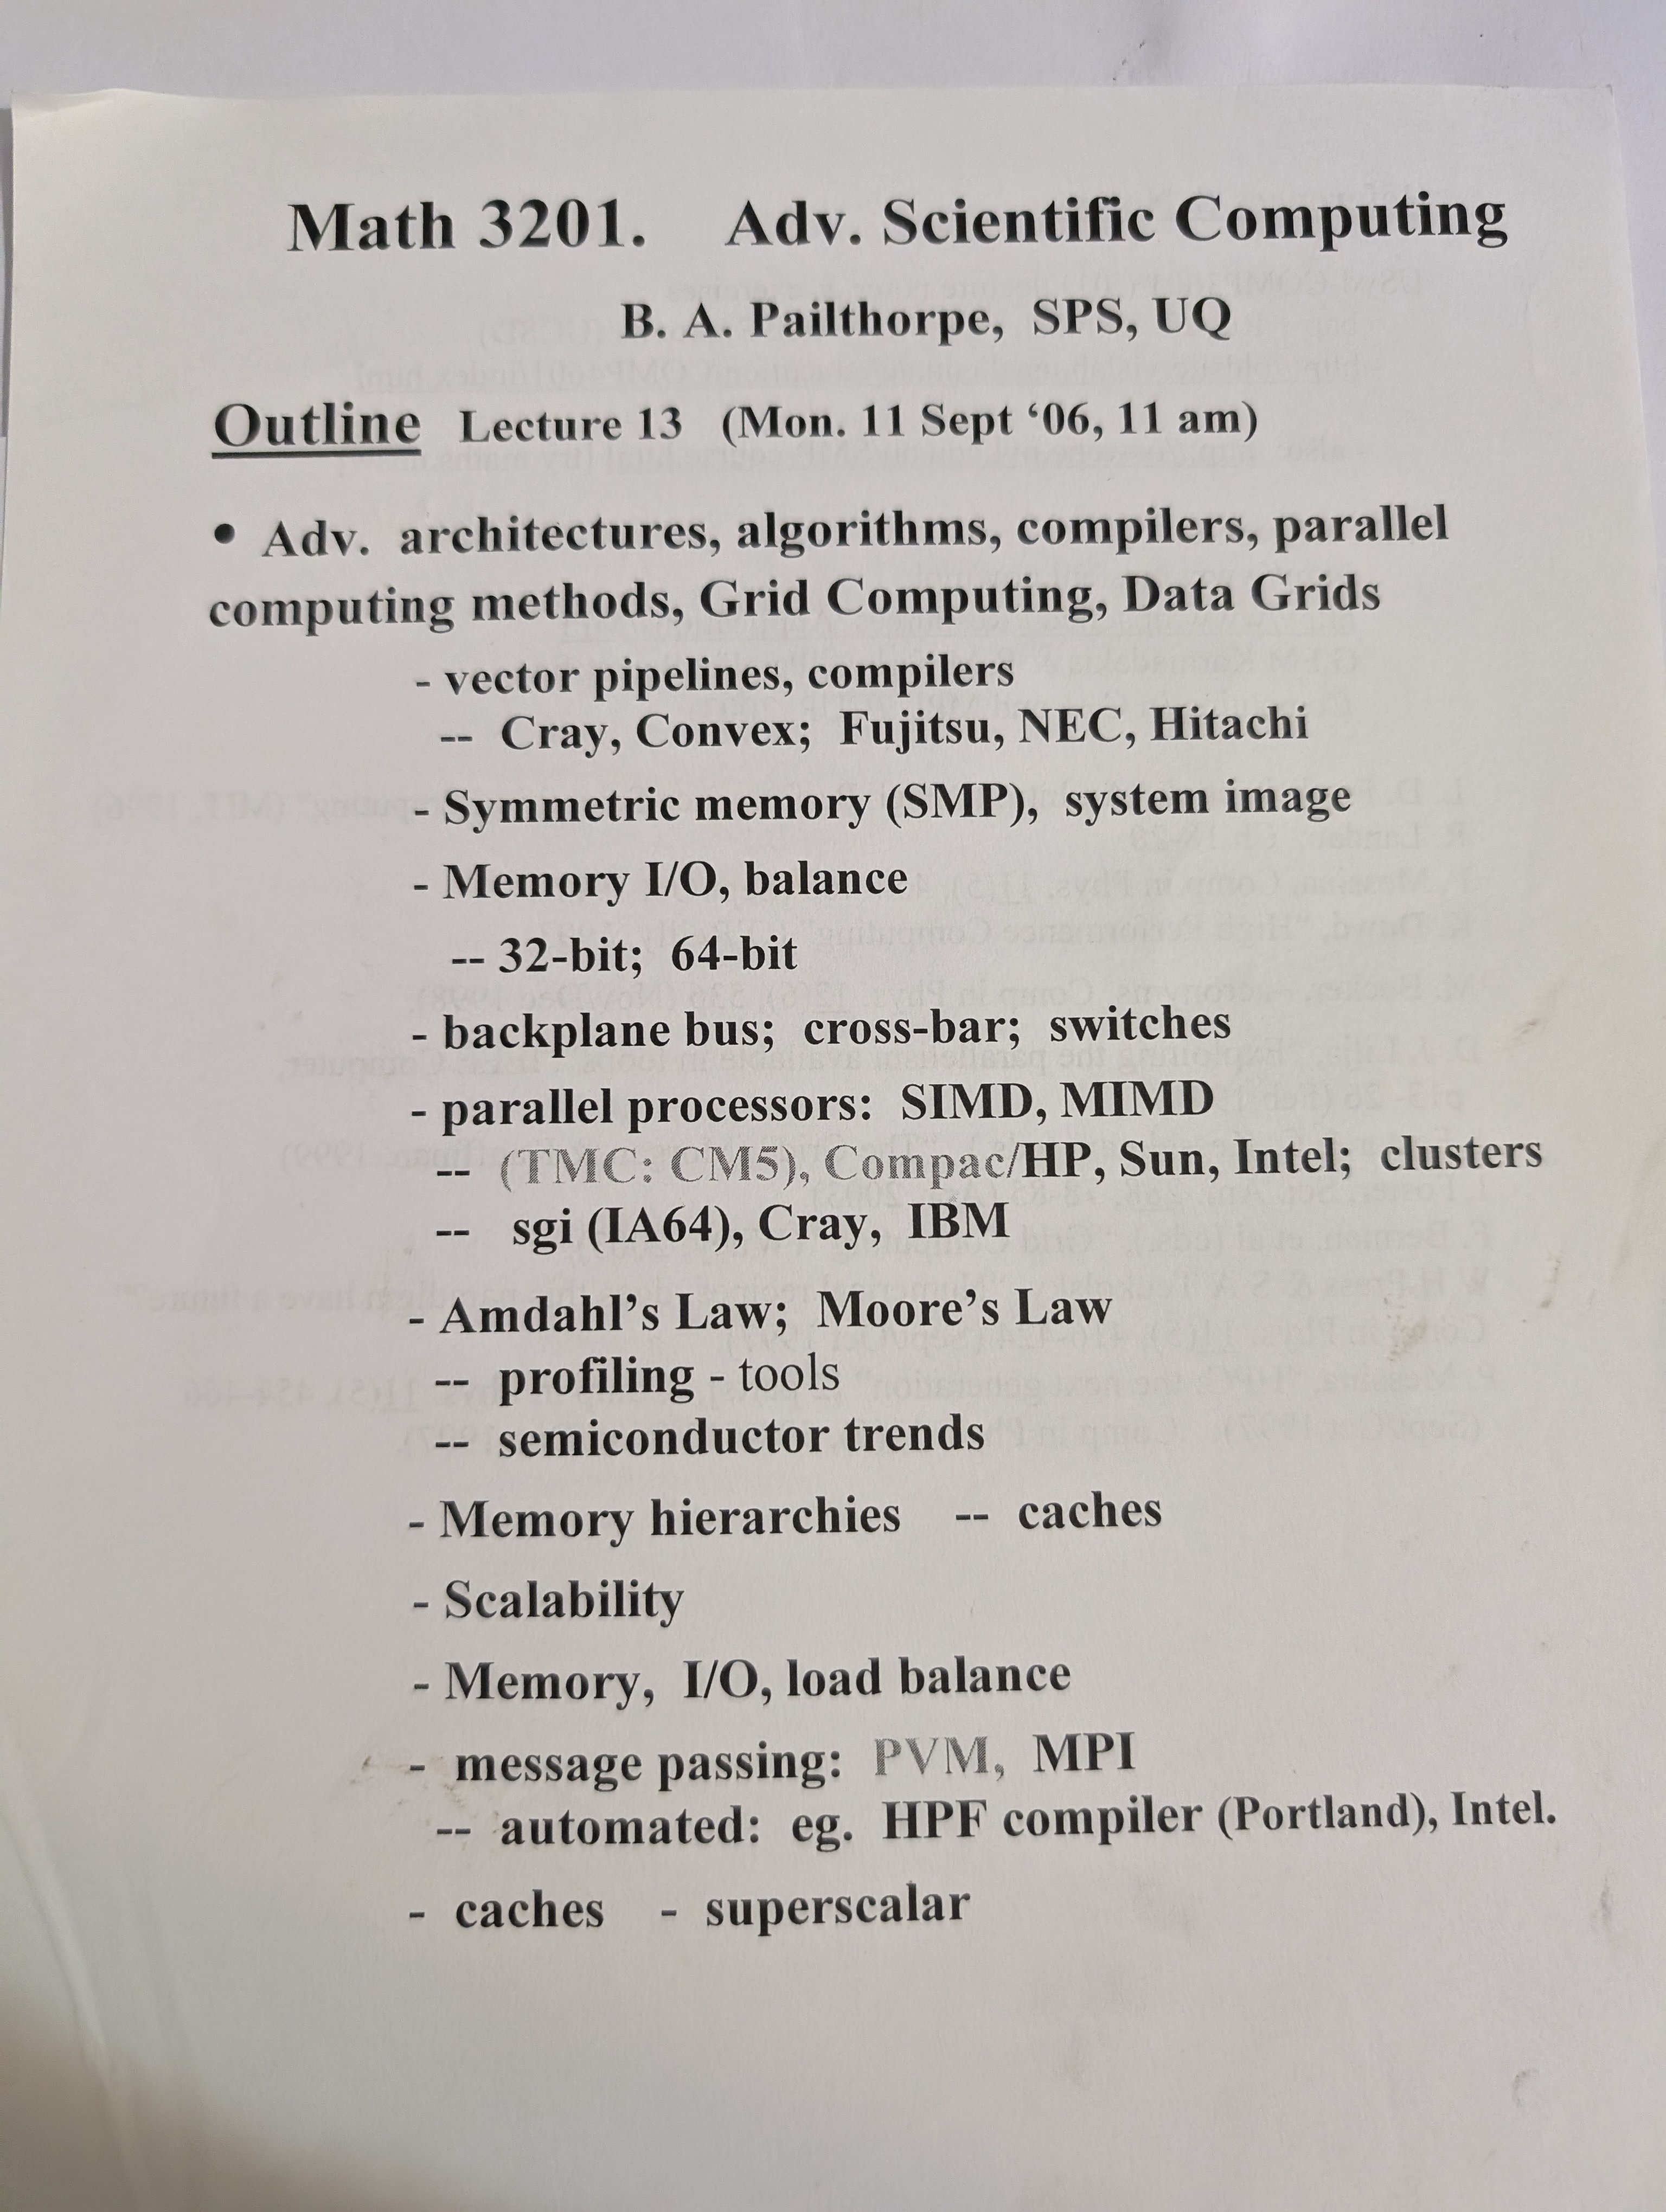 Math 3201. Adv. Scientific Computing
B. A. Pailthorpe, SPS, UQ
Outline Lecture 13 (Mon. 11 Sept ‘06, 11 am)
• Adv. architectures, algorithms, compilers, parallel
computing methods, Grid Computing, Data Grids
- vector pipelines, compilers
-- Cray, Convex; Fujitsu, NEC, Hitachi
- Symmetric memory (SMP), system image
- Memory I/O, balance
-- 32-bit; 64-bit
- backplane bus; cross-bar; switches
- parallel processors: SIMD, MIMD
-- (TMC: CM5), Compac/HP, Sun, Intel; clusters
-- sgi (IA64), Cray, IBM
- Amdahl’s Law; Moore’s Law
-- profiling - tools
-- semiconductor trends
- Memory hierarchies -- caches
- Scalability
- Memory, I/O, load balance
- message passing: PVM, MPI
-- automated: eg. HPF compiler (Portland), Intel.
- caches - superscalar